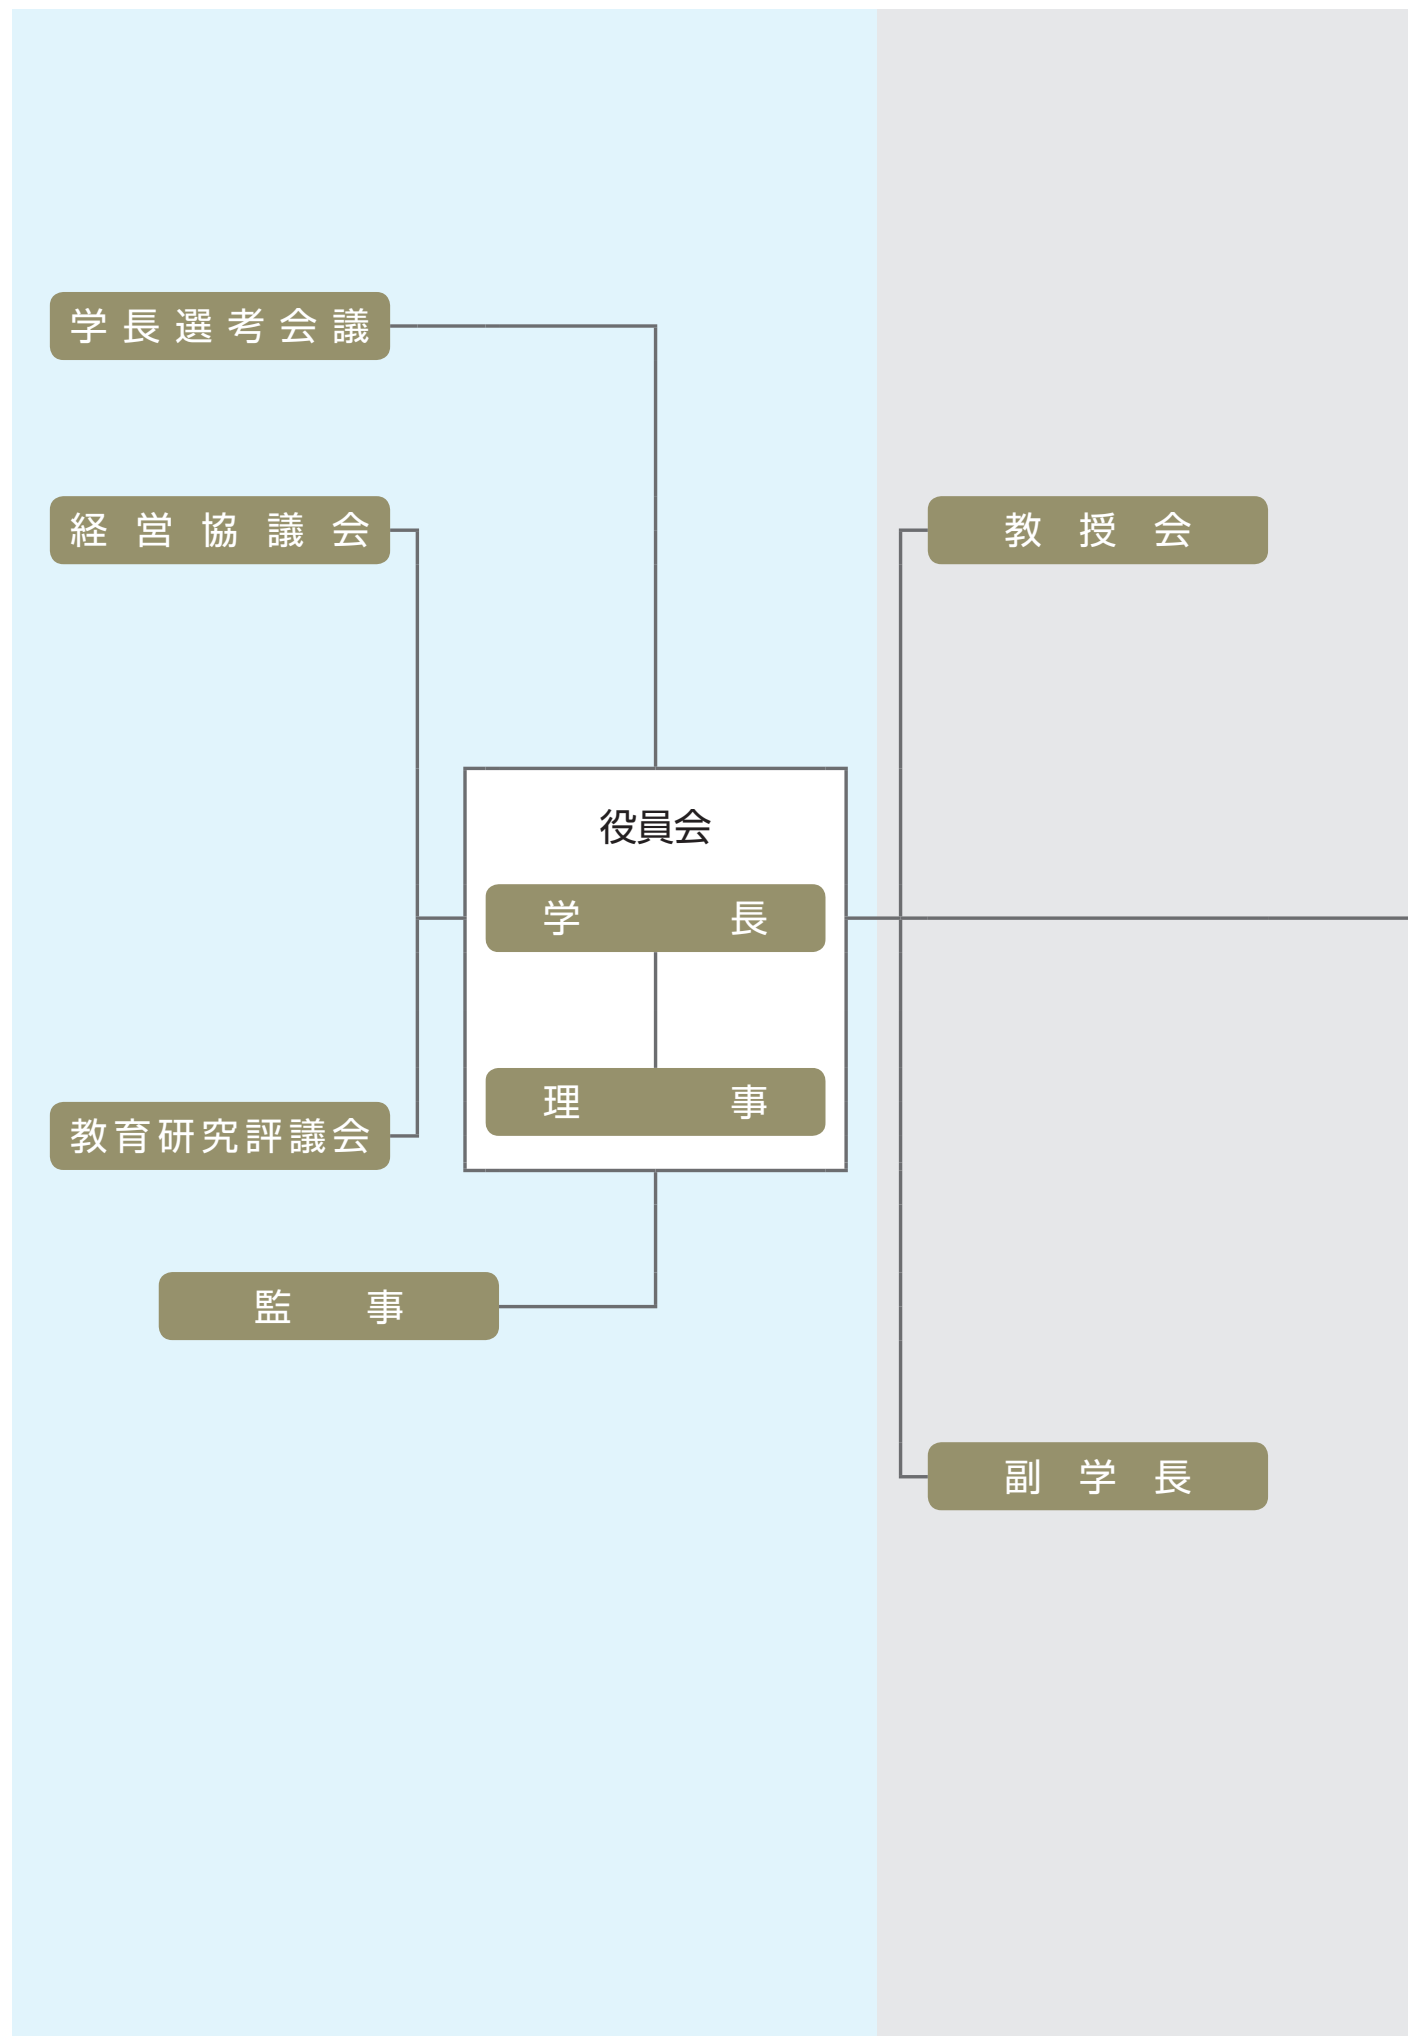 学長選考会議
経営協議会
教授会
役員会
学長
理事
教育研究評議会
監事
副学長